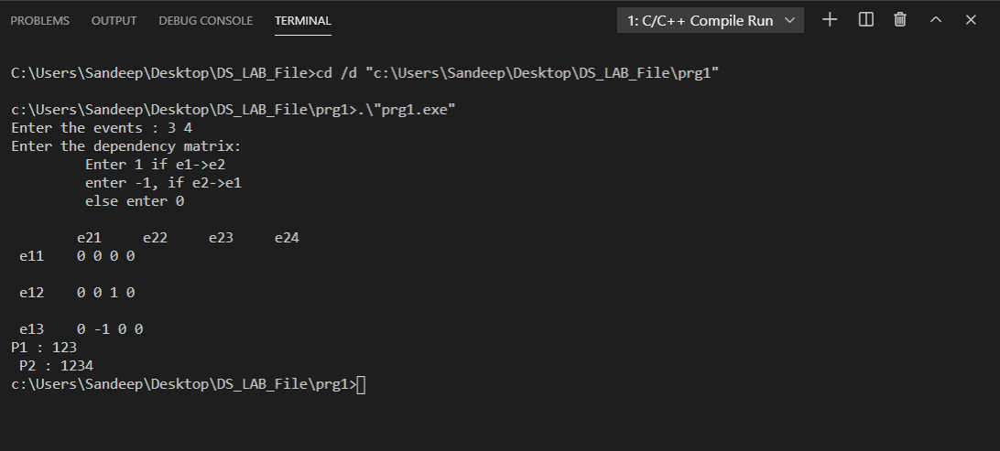 PROBLEMS OUTPUT DEBUG CONSOLE TERMINAL 1: C/C++ Compile Run
C:\Users\Sandeep\Desktop\DS_LAB_File>cd /d "c:\Users\Sandeep\Desktop\DS_LAB_File\prg1"
c:\Users\Sandeep\Desktop\DS_LAB_File\prg1>.\"prg1.exe"
Enter the events : 3 4
Enter the dependency matrix:
Enter 1 if e1->e2
enter -1, if e2->e1
else enter 0
e21 e22 e23 e24
e11 0 0 0 0
e12 0 0 1 0
e13 0 -1 0 0
P1 : 123
P2 : 1234
c:\Users\Sandeep\Desktop\DS_LAB_File\prg1>